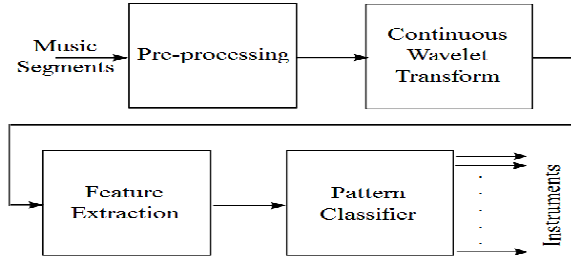 Music
Segments
Pre-processing
Continuous
Wavelet
Transform
Feature
Extraction
Pattern
Classifier
Instruments